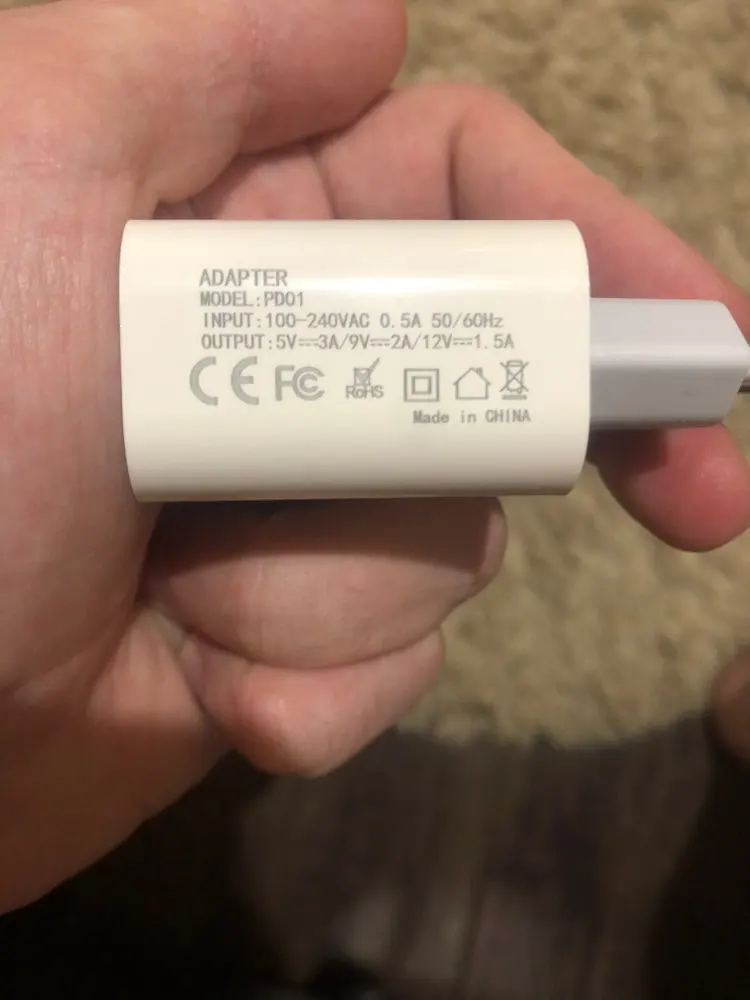 ADAPTER
MODEL:PD01
INPUT:100-240VAC 0.5A 50/60Hz
OUTPUT:5V⎓3A/9V⎓2A/12V⎓1.5A
CE FC RoHS
Made in CHINA